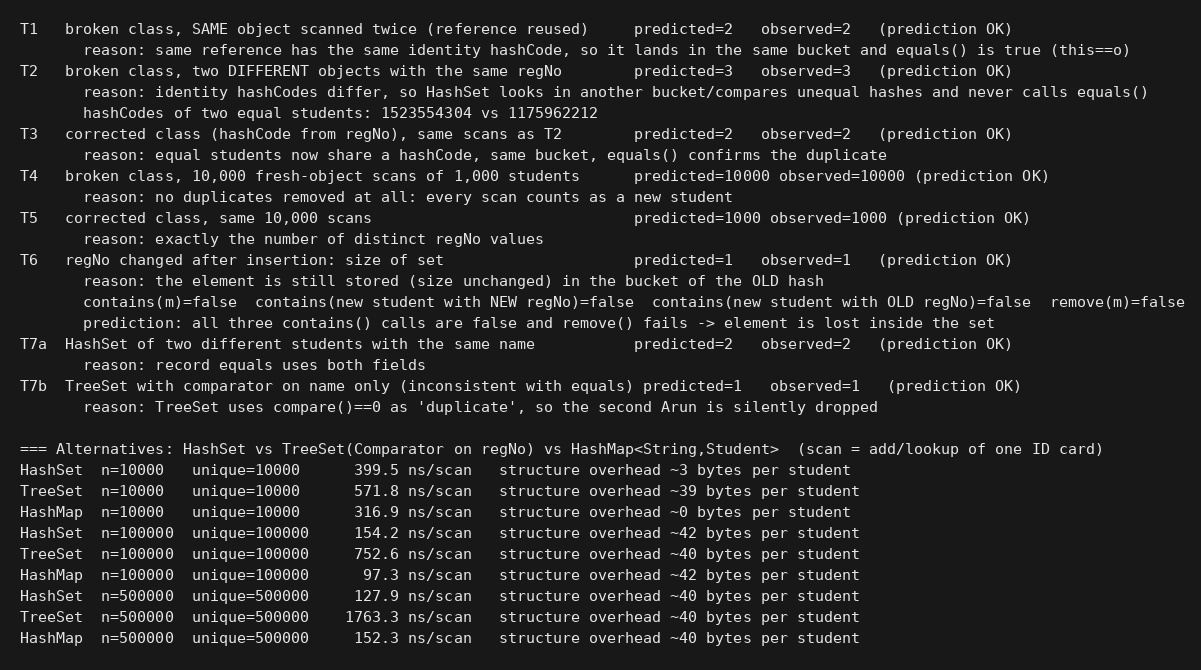 T1   broken class, SAME object scanned twice (reference reused)     predicted=2   observed=2   (prediction OK)
       reason: same reference has the same identity hashCode, so it lands in the same bucket and equals() is true (this==o)
T2   broken class, two DIFFERENT objects with the same regNo        predicted=3   observed=3   (prediction OK)
       reason: identity hashCodes differ, so HashSet looks in another bucket/compares unequal hashes and never calls equals()
       hashCodes of two equal students: 1523554304 vs 1175962212
T3   corrected class (hashCode from regNo), same scans as T2        predicted=2   observed=2   (prediction OK)
       reason: equal students now share a hashCode, same bucket, equals() confirms the duplicate
T4   broken class, 10,000 fresh-object scans of 1,000 students      predicted=10000 observed=10000 (prediction OK)
       reason: no duplicates removed at all: every scan counts as a new student
T5   corrected class, same 10,000 scans                             predicted=1000 observed=1000 (prediction OK)
       reason: exactly the number of distinct regNo values
T6   regNo changed after insertion: size of set                     predicted=1   observed=1   (prediction OK)
       reason: the element is still stored (size unchanged) in the bucket of the OLD hash
       contains(m)=false  contains(new student with NEW regNo)=false  contains(new student with OLD regNo)=false  remove(m)=false
       prediction: all three contains() calls are false and remove() fails -> element is lost inside the set
T7a  HashSet of two different students with the same name           predicted=2   observed=2   (prediction OK)
       reason: record equals uses both fields
T7b  TreeSet with comparator on name only (inconsistent with equals) predicted=1   observed=1   (prediction OK)
       reason: TreeSet uses compare()==0 as 'duplicate', so the second Arun is silently dropped
=== Alternatives: HashSet vs TreeSet(Comparator on regNo) vs HashMap<String,Student>  (scan = add/lookup of one ID card)
HashSet  n=10000   unique=10000      399.5 ns/scan   structure overhead ~3 bytes per student
TreeSet  n=10000   unique=10000      571.8 ns/scan   structure overhead ~39 bytes per student
HashMap  n=10000   unique=10000      316.9 ns/scan   structure overhead ~0 bytes per student
HashSet  n=100000  unique=100000     154.2 ns/scan   structure overhead ~42 bytes per student
TreeSet  n=100000  unique=100000     752.6 ns/scan   structure overhead ~40 bytes per student
HashMap  n=100000  unique=100000      97.3 ns/scan   structure overhead ~42 bytes per student
HashSet  n=500000  unique=500000     127.9 ns/scan   structure overhead ~40 bytes per student
TreeSet  n=500000  unique=500000    1763.3 ns/scan   structure overhead ~40 bytes per student
HashMap  n=500000  unique=500000     152.3 ns/scan   structure overhead ~40 bytes per student